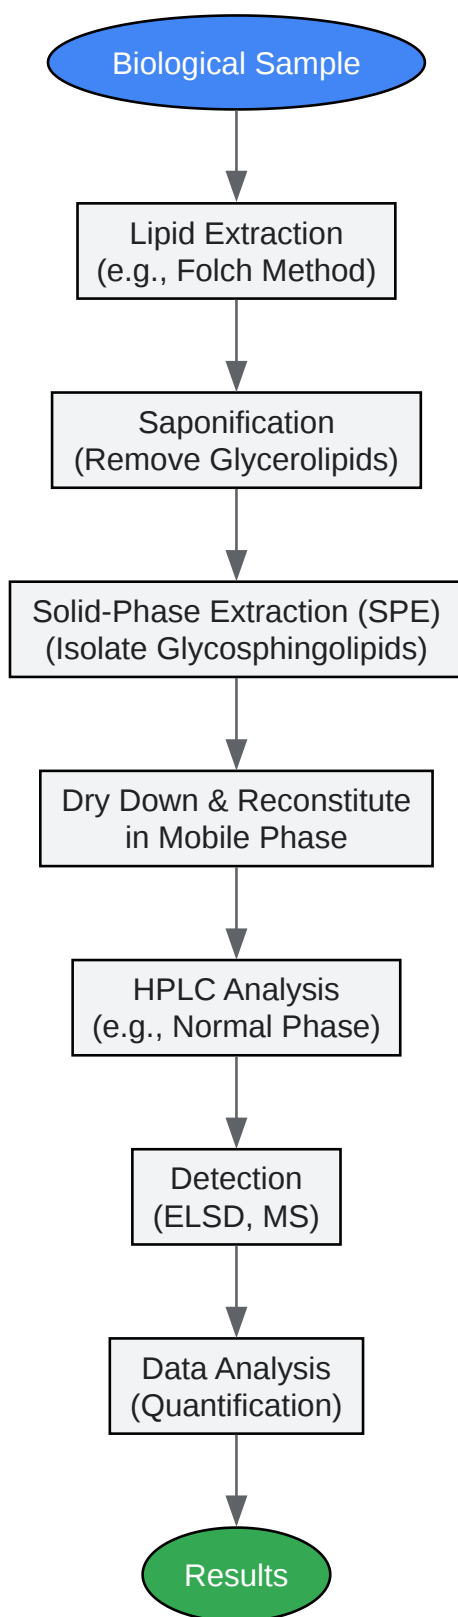 Biological Sample
Lipid Extraction
(e.g., Folch Method)
Saponification
(Remove Glycerolipids)
Solid-Phase Extraction (SPE)
(Isolate Glycosphingolipids)
Dry Down & Reconstitute
in Mobile Phase
HPLC Analysis
(e.g., Normal Phase)
Detection
(ELSD, MS)
Data Analysis
(Quantification)
Results